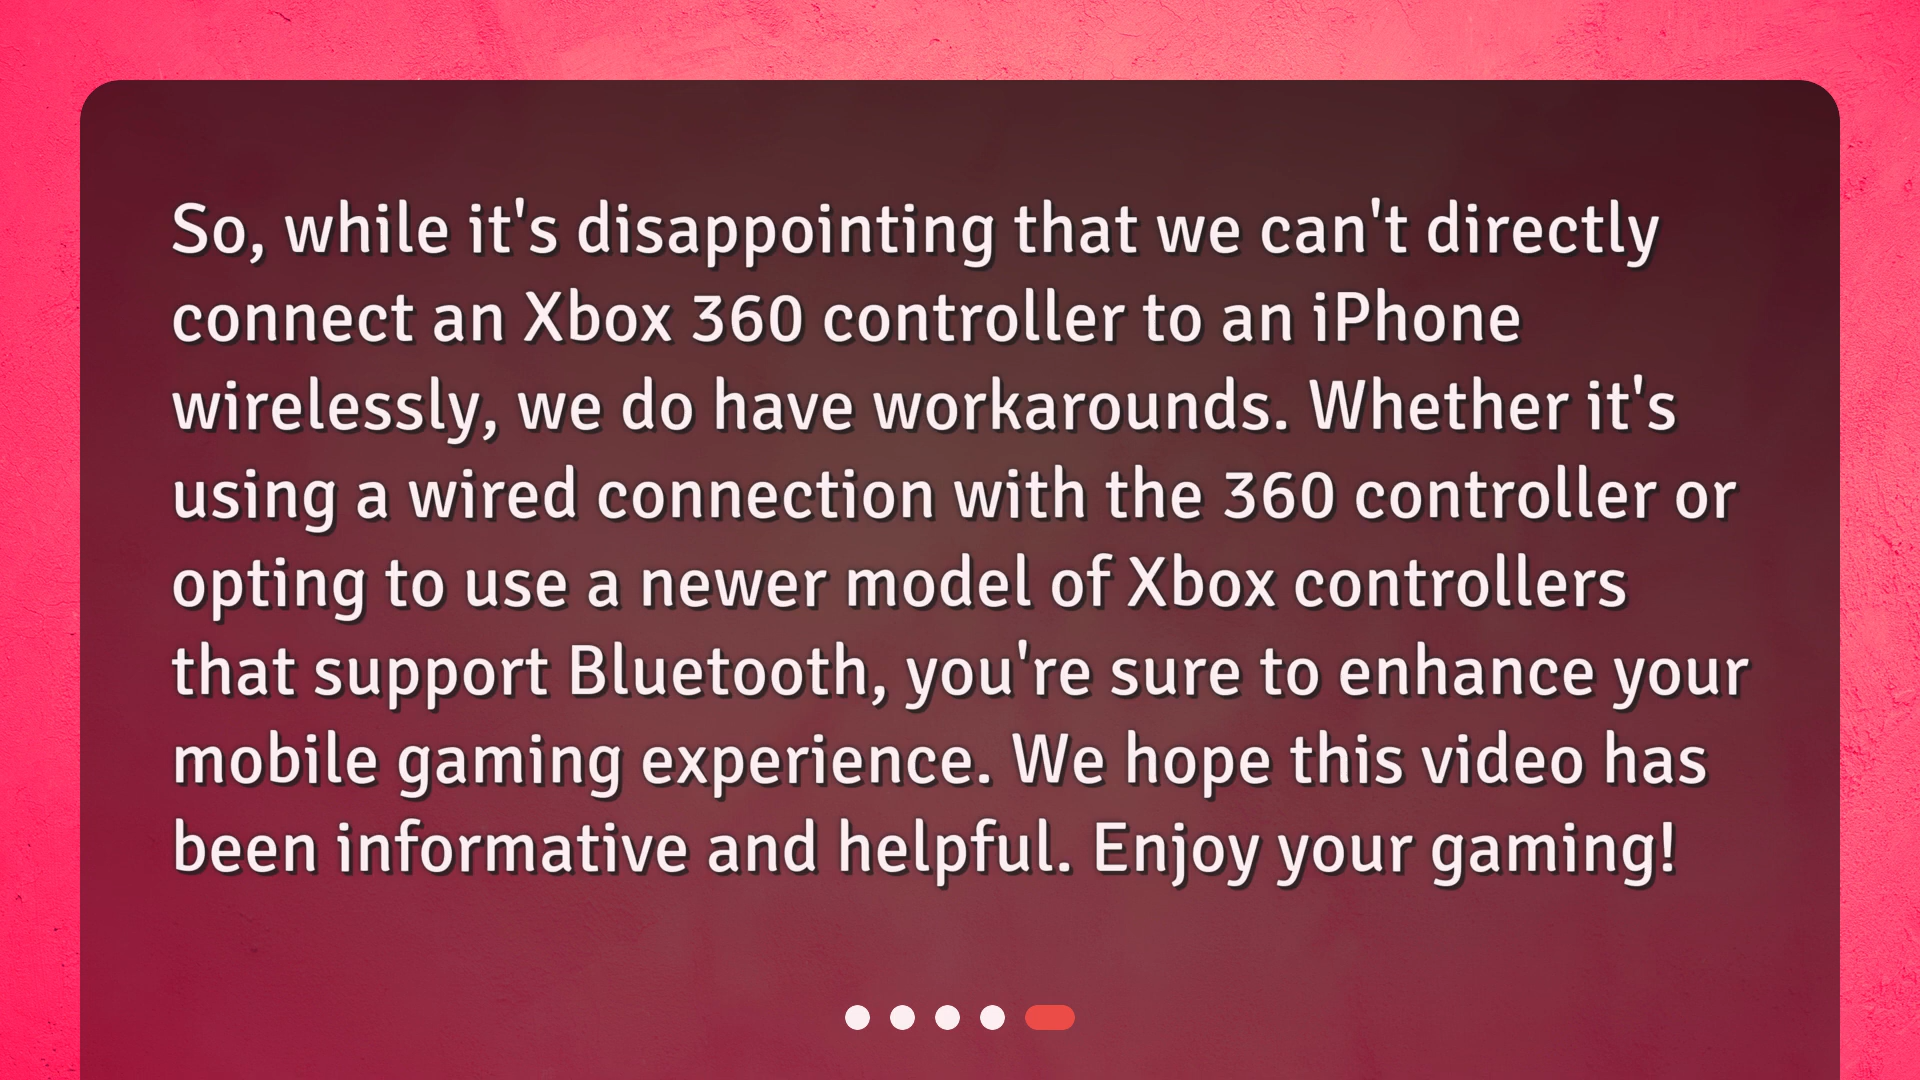 So, while it's disappointing that we can't directly
connect an Xbox 360 controller to an iPhone
wirelessly, we do have workarounds. Whether it's
using a wired connection with the 360 controller or
opting to use a newer model of Xbox controllers
that support Bluetooth, you're sure to enhance your
mobile gaming experience. We hope this video has
been informative and helpful. Enjoy your gaming!